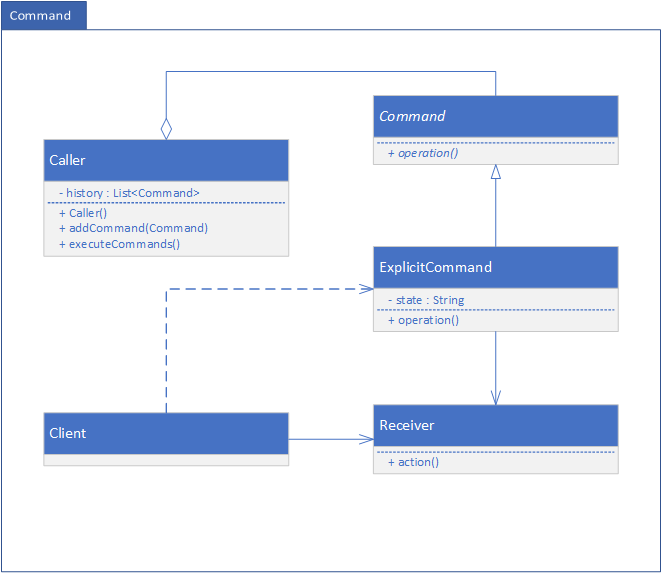 Command
Command
+ operation()
Caller
- history : List<Command>
+ Caller()
+ addCommand(Command)
+ executeCommands()
ExplicitCommand
- state : String
+ operation()
Client
Receiver
+ action()